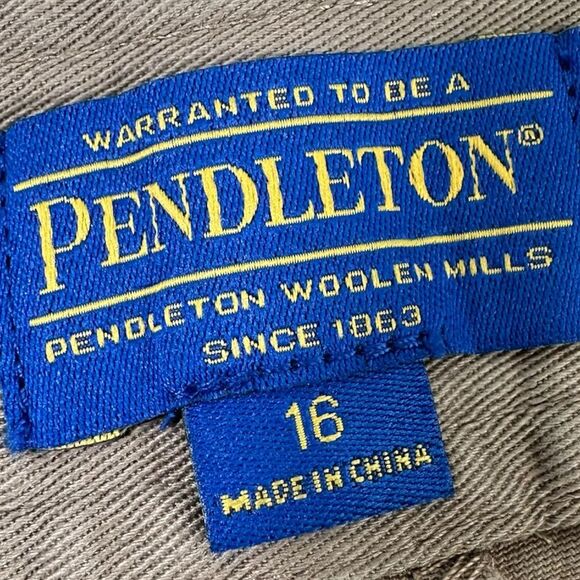 WARRANTED TO BE A
PENDLETON®
PENDLETON WOOLEN MILLS
SINCE 1863
16
MADE IN CHINA